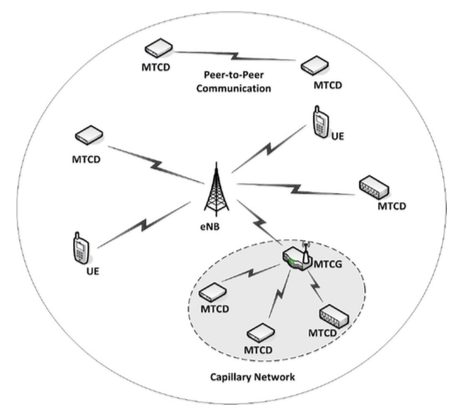 MTCD
MTCD
Peer-to-Peer
Communication
MTCD
UE
MTCD
eNB
UE
MTCG
MTCD
MTCD
MTCD
Capillary Network